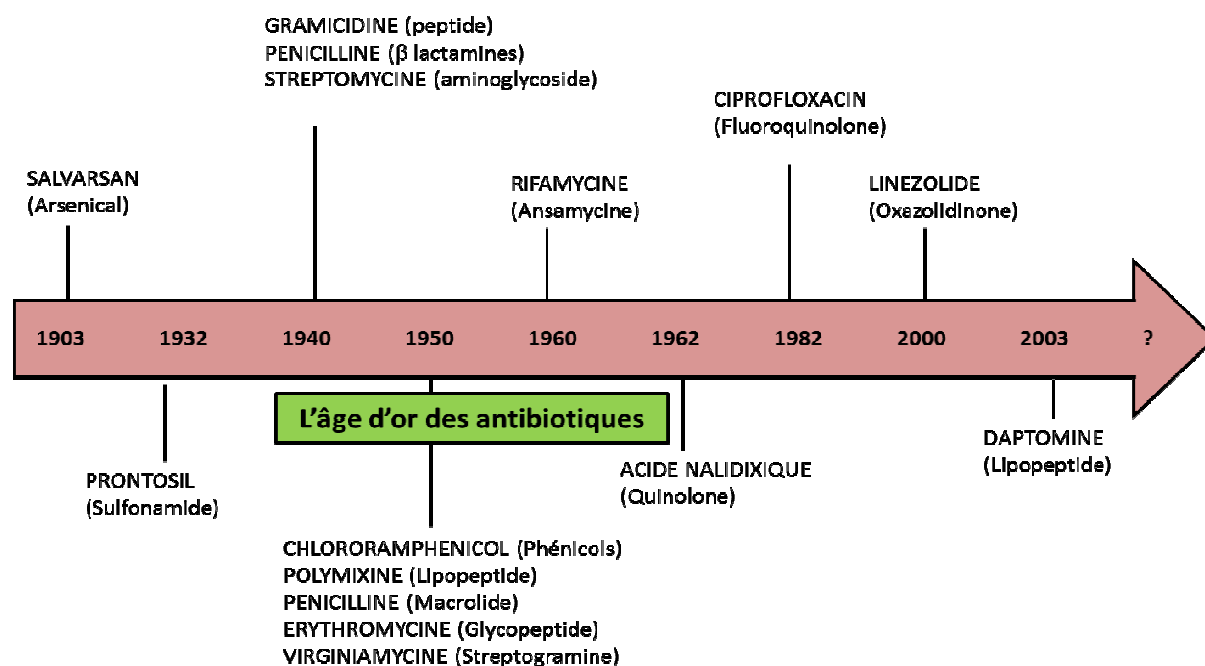 GRAMICIDINE (peptide)
PENICILLINE (β lactamines)
STREPTOMYCINE (aminoglycoside)
CIPROFLOXACIN
(Fluoroquinolone)
SALVARSAN
(Arsenical)
RIFAMYCINE
(Ansamycine)
LINEZOLIDE
(Oxazolidinone)
1903 1932 1940 1950 1960 1962 1982 2000 2003 ?
L'âge d'or des antibiotiques
PRONTOSIL
(Sulfonamide)
ACIDE NALIDIXIQUE
(Quinolone)
DAPTOMINE
(Lipopeptide)
CHLORORAMPHENICOL (Phénicols)
POLYMIXINE (Lipopeptide)
PENICILLINE (Macrolide)
ERYTHROMYCINE (Glycopeptide)
VIRGINIAMYCINE (Streptogramine)